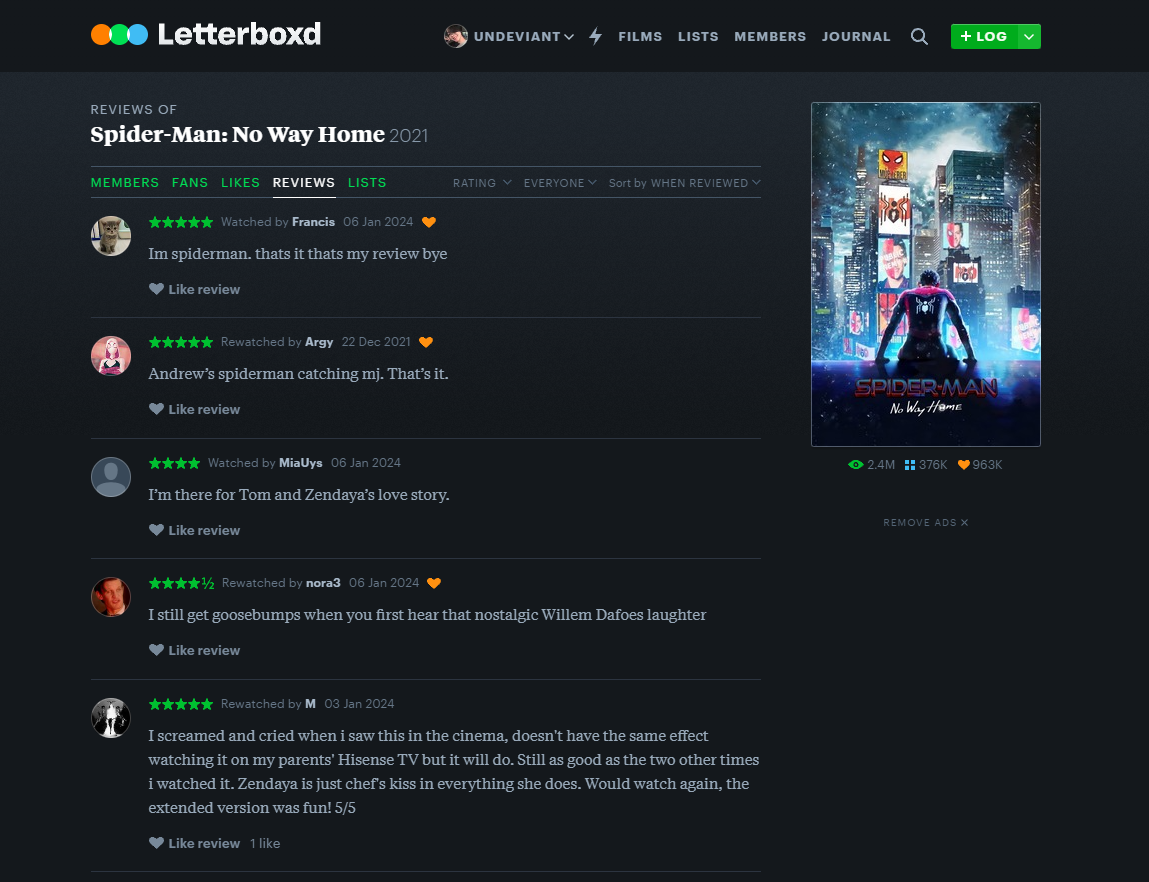 Letterboxd
UNDEVIANT FILMS LISTS MEMBERS JOURNAL + LOG
REVIEWS OF
Spider-Man: No Way Home 2021
MEMBERS FANS LIKES REVIEWS LISTS RATING EVERYONE Sort by WHEN REVIEWED
★★★★★ Watched by Francis 06 Jan 2024
Im spiderman. thats it thats my review bye
Like review
★★★★★ Rewatched by Argy 22 Dec 2021
Andrew’s spiderman catching mj. That’s it.
Like review
★★★★ Watched by MiaUys 06 Jan 2024
I’m there for Tom and Zendaya’s love story.
Like review
★★★★½ Rewatched by nora3 06 Jan 2024
I still get goosebumps when you first hear that nostalgic Willem Dafoes laughter
Like review
★★★★★ Rewatched by M 03 Jan 2024
I screamed and cried when i saw this in the cinema, doesn't have the same effect
watching it on my parents' Hisense TV but it will do. Still as good as the two other times
i watched it. Zendaya is just chef's kiss in everything she does. Would watch again, the
extended version was fun! 5/5
Like review 1 like
SPIDER-MAN
No Way Home
2.4M 376K 963K
REMOVE ADS ×